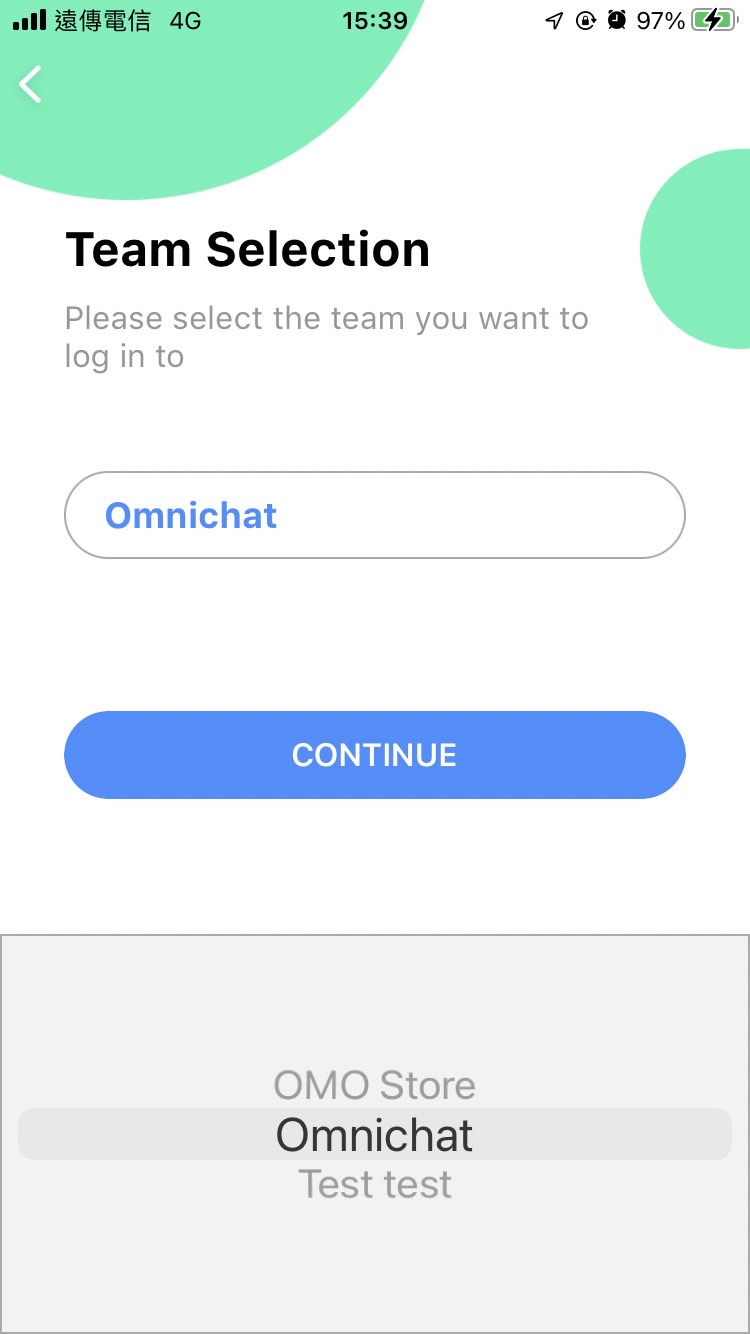 遠傳電信 4G 15:39 97%
Team Selection
Please select the team you want to
log in to
Omnichat
CONTINUE
OMO Store
Omnichat
Test test